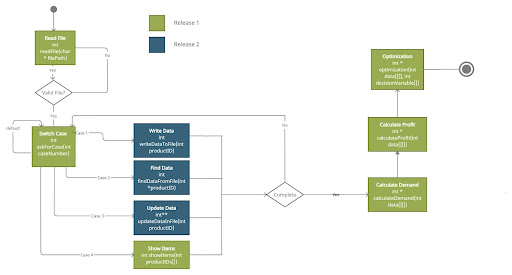 Release 1
Release 2
Read File
int
readFile(char
* filePath)
No
Yes
Valid File?
Yes
default
Switch Case
int
askForCase(int
caseNumber)
Case 1
Write Data
int
writeDataToFile(int
productID)
Case 2
Find Data
int
findDataFromFile(int
*productID)
Case 3
Update Data
int**
updateDataInFile(int
productID)
Case 4
Show Items
int showItems(int
productIDs[])
No
Complete
Yes
Optimization
int *
optimization(int
data[][], int
decisionVariable[])
Calculate Profit
int *
calculateProfit(int
data[][])
Calculate Demand
int *
calculateDemand(int
data[][])